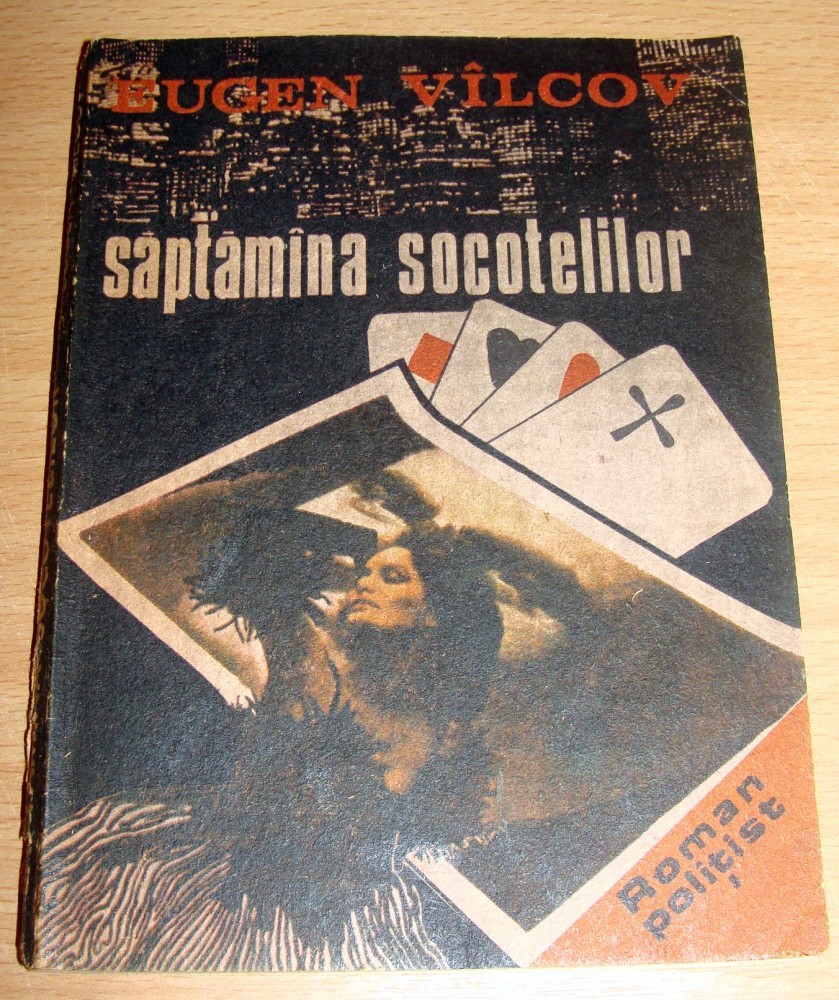 EUGEN VÎLCOV
săptămîna socotelilor
Roman
polițist